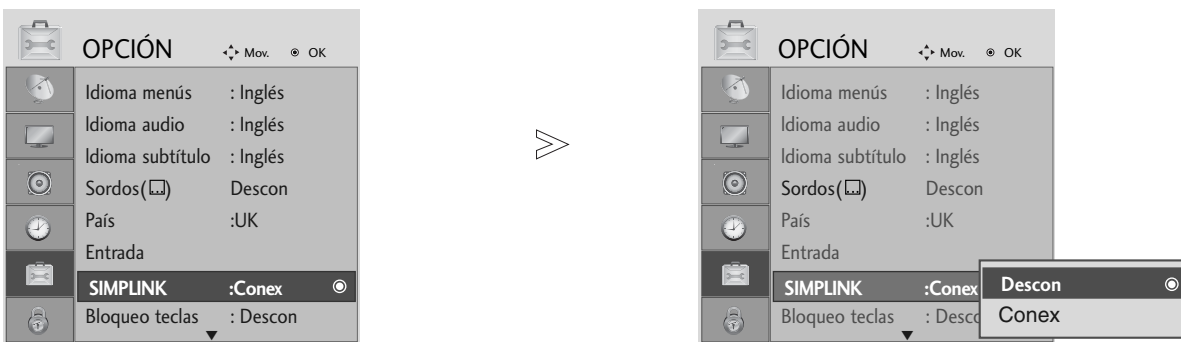 OPCIÓN Mov. OK
Idioma menús : Inglés
Idioma audio : Inglés
Idioma subtítulo : Inglés
Sordos( ) Descon
País :UK
Entrada
SIMPLINK :Conex
Bloqueo teclas : Descon
OPCIÓN Mov. OK
Idioma menús : Inglés
Idioma audio : Inglés
Idioma subtítulo : Inglés
Sordos( ) Descon
País :UK
Entrada
SIMPLINK :Conex
Bloqueo teclas : Desco
Descon
Conex